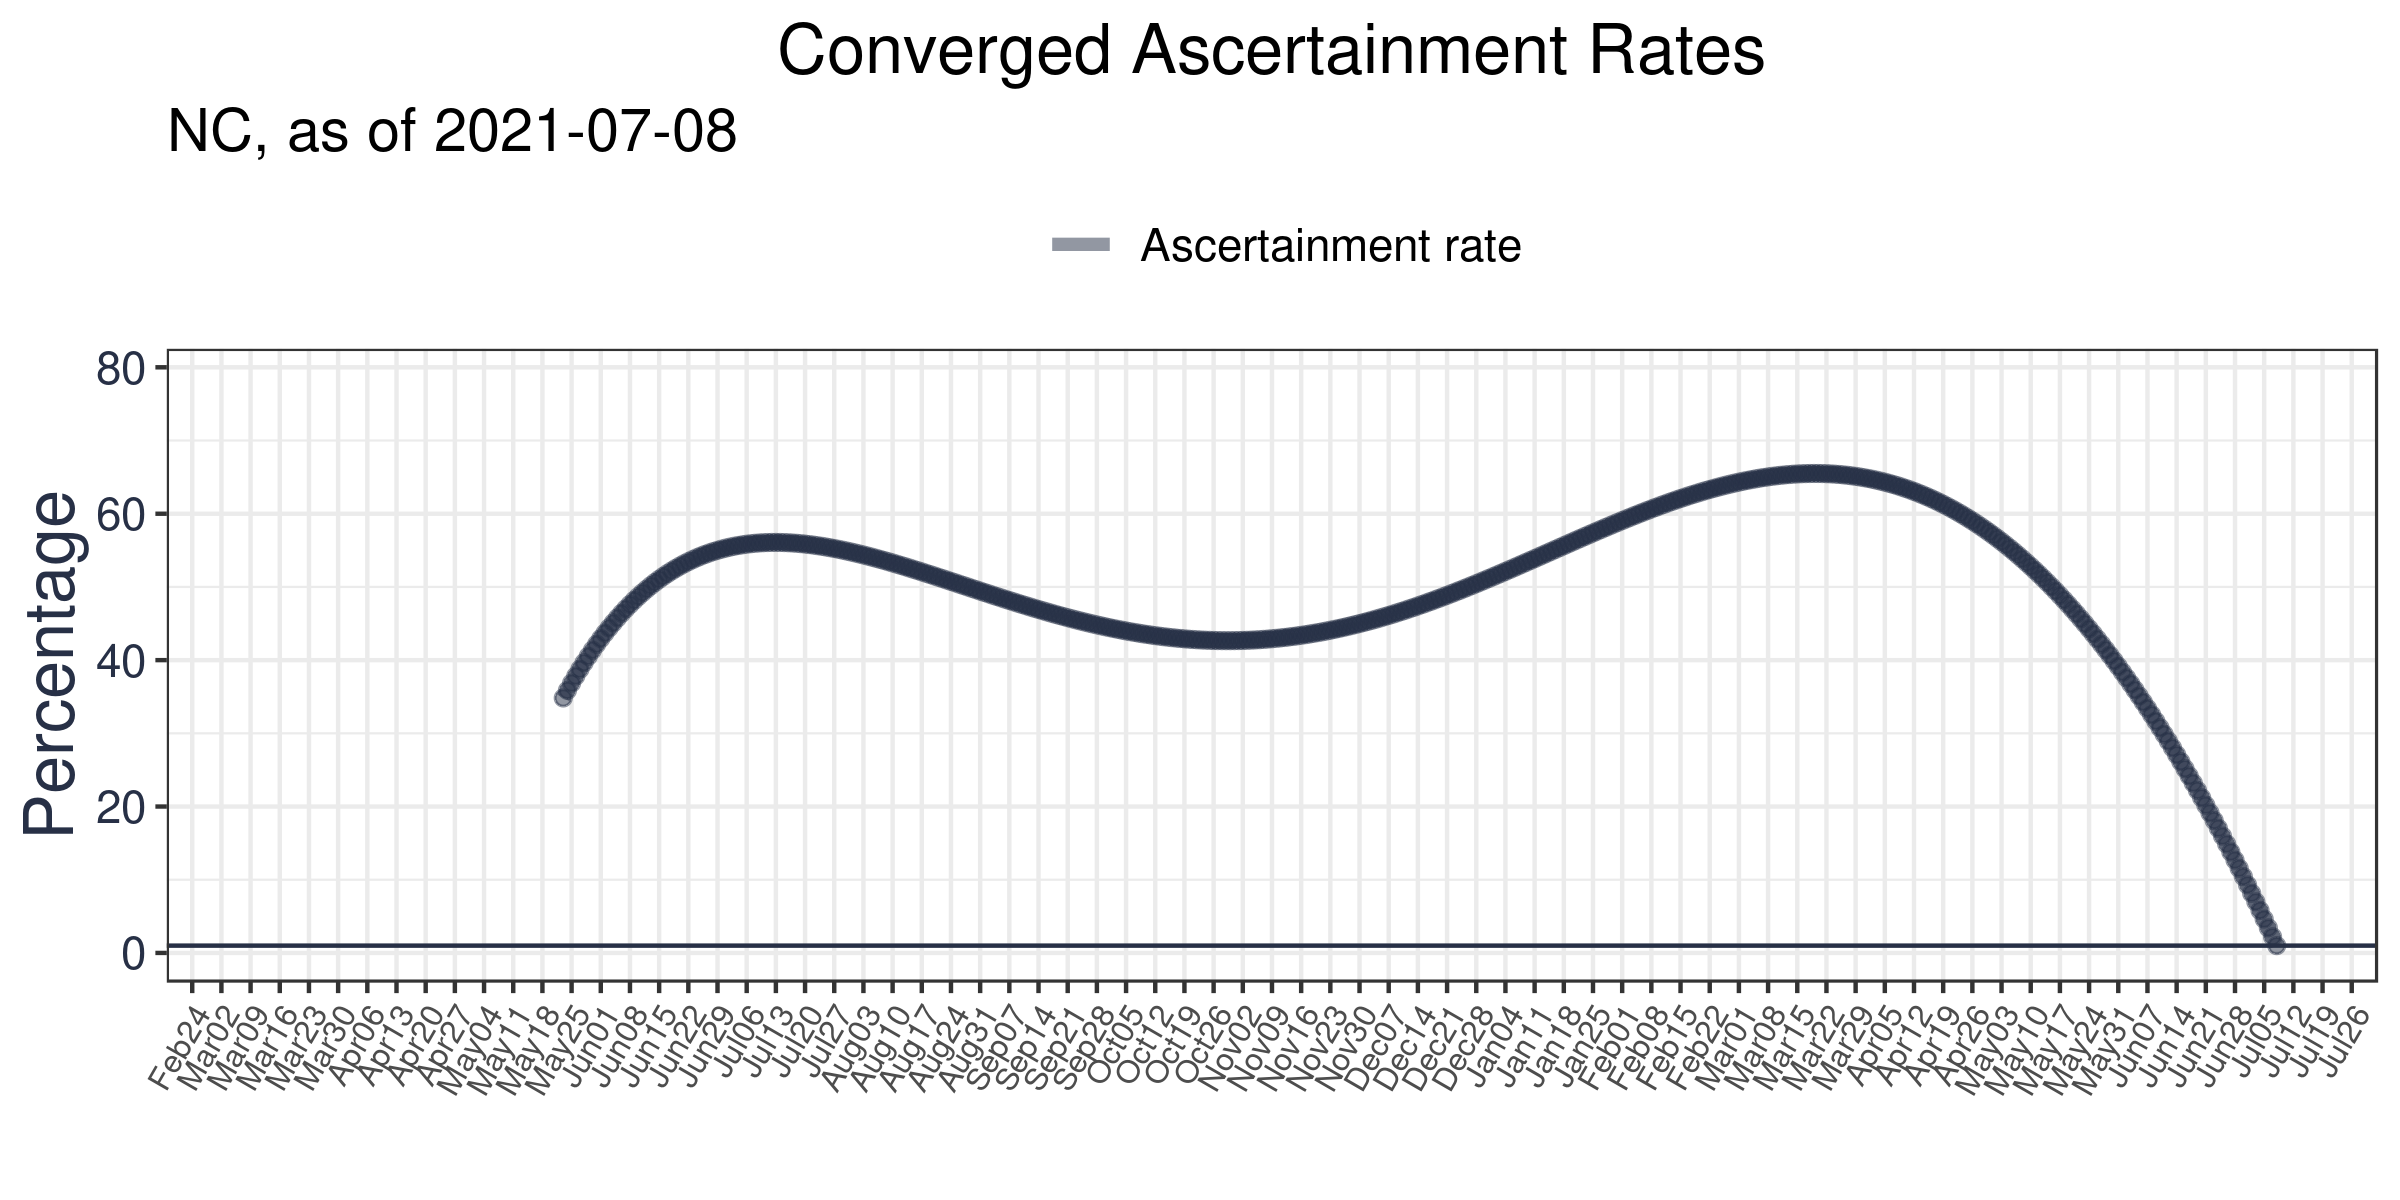 Converged Ascertainment Rates
NC, as of 2021-07-08
Ascertainment rate
Percentage
80
60
40
20
0
Feb24
Mar02
Mar09
Mar16
Mar23
Mar30
Apr06
Apr13
Apr20
Apr27
May04
May11
May18
May25
Jun01
Jun08
Jun15
Jun22
Jun29
Jul06
Jul13
Jul20
Jul27
Aug03
Aug10
Aug17
Aug24
Aug31
Sep07
Sep14
Sep21
Sep28
Oct05
Oct12
Oct19
Oct26
Nov02
Nov09
Nov16
Nov23
Nov30
Dec07
Dec14
Dec21
Dec28
Jan04
Jan11
Jan18
Jan25
Feb01
Feb08
Feb15
Feb22
Mar01
Mar08
Mar15
Mar22
Mar29
Apr05
Apr12
Apr19
Apr26
May03
May10
May17
May24
May31
Jun07
Jun14
Jun21
Jun28
Jul05
Jul12
Jul19
Jul26